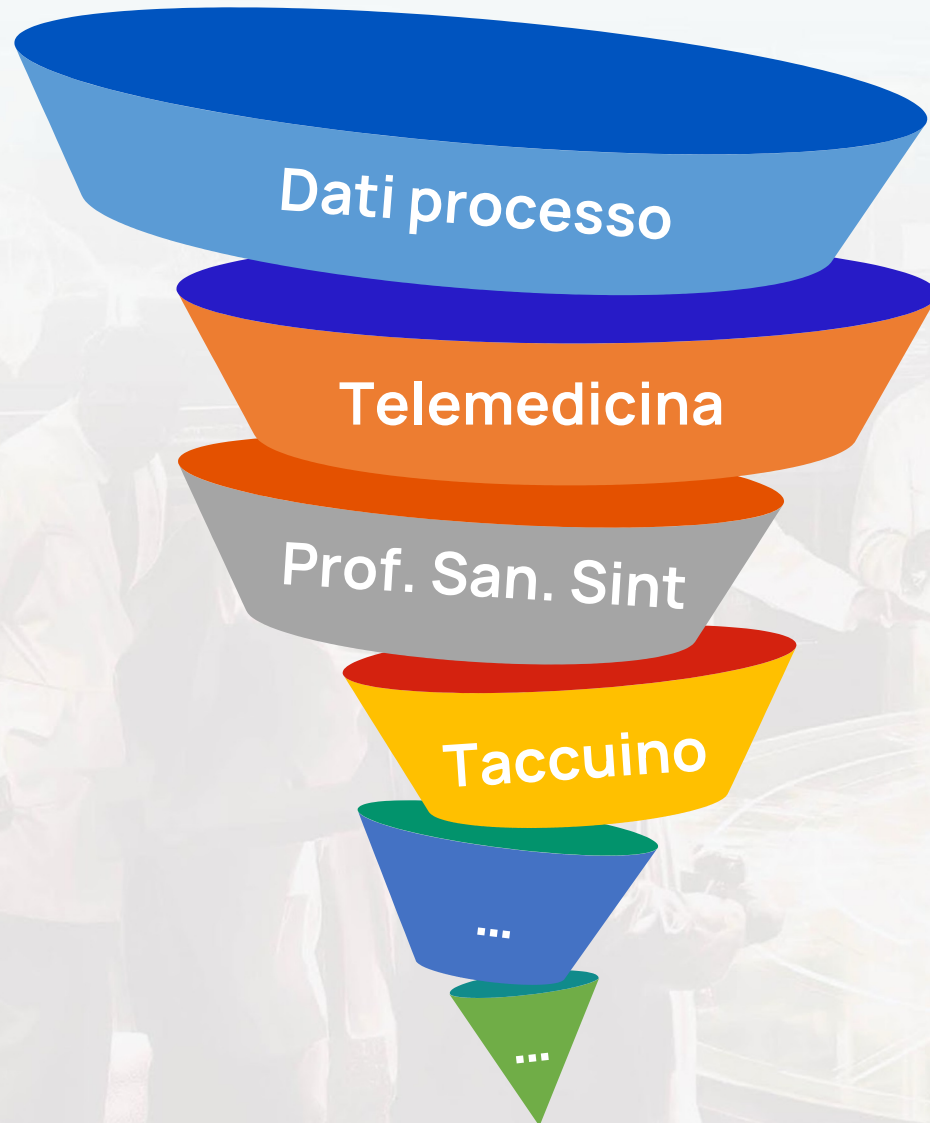 Dati processo
Telemedicina
Prof. San. Sint
Taccuino
...
...